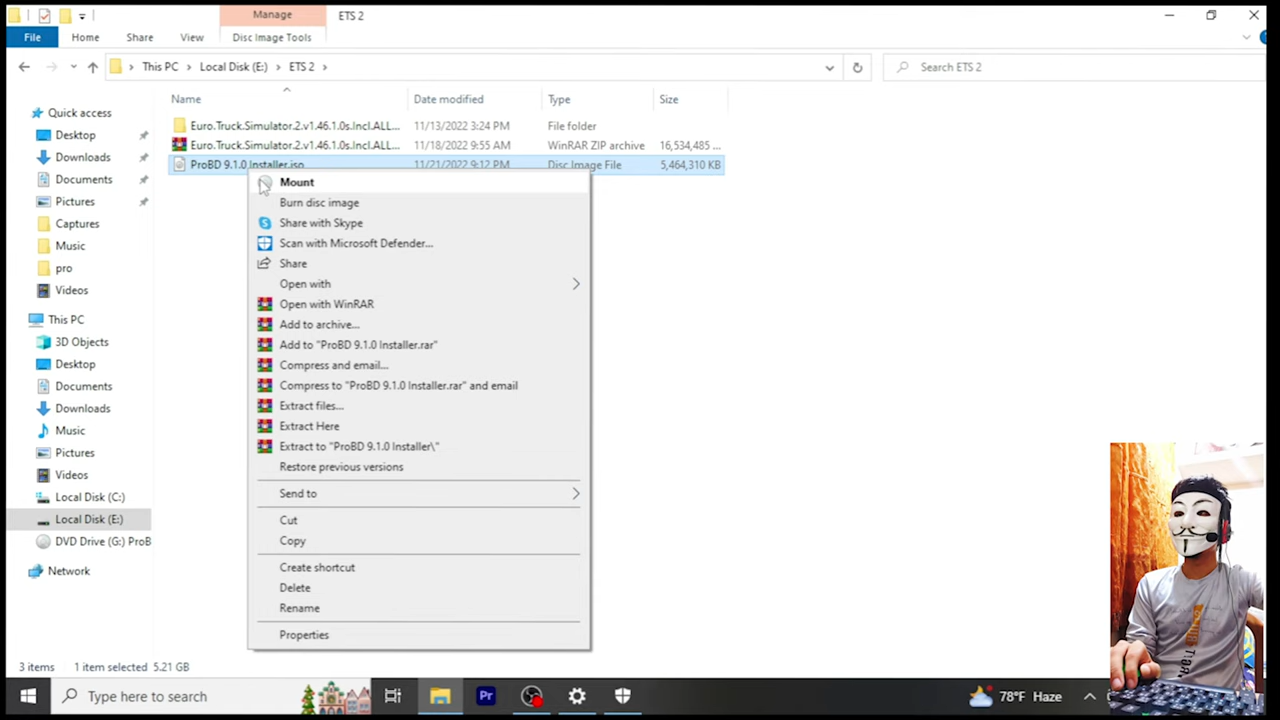 Manage
ETS 2
File
Home
Share
View
Disc Image Tools
This PC
Local Disk (E:)
ETS 2
Search ETS 2
Name
Date modified
Type
Size
Euro.Truck.Simulator.2.v1.46.1.0s.Incl.ALL...
11/13/2022 3:24 PM
File folder
Euro.Truck.Simulator.2.v1.46.1.0s.Incl.ALL...
11/18/2022 9:55 AM
WinRAR ZIP archive
16,534,485 ...
ProBD 9.1.0 Installer.iso
11/21/2022 9:12 PM
Disc Image File
5,464,310 KB
Quick access
Desktop
Downloads
Documents
Pictures
Captures
Music
pro
Videos
This PC
3D Objects
Desktop
Documents
Downloads
Music
Pictures
Videos
Local Disk (C:)
Local Disk (E:)
DVD Drive (G:) ProB
Network
Mount
Burn disc image
Share with Skype
Scan with Microsoft Defender...
Share
Open with
Open with WinRAR
Add to archive...
Add to "ProBD 9.1.0 Installer.rar"
Compress and email...
Compress to "ProBD 9.1.0 Installer.rar" and email
Extract files...
Extract Here
Extract to "ProBD 9.1.0 Installer\"
Restore previous versions
Send to
Cut
Copy
Create shortcut
Delete
Rename
Properties
3 items
1 item selected 5.21 GB
Type here to search
Pr
78°F Haze